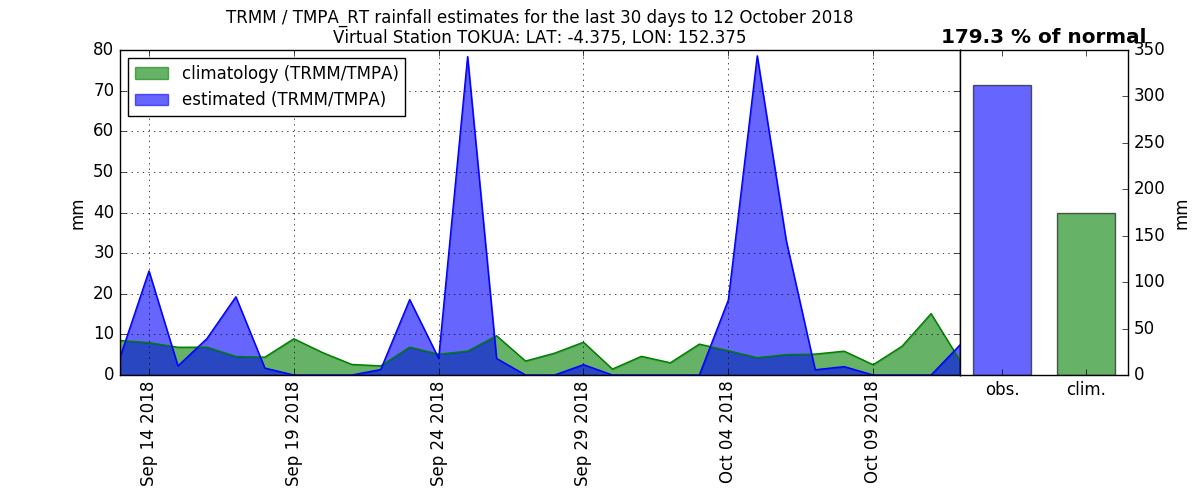 TRMM / TMPA_RT rainfall estimates for the last 30 days to 12 October 2018
Virtual Station TOKUA: LAT: -4.375, LON: 152.375
179.3 % of normal
climatology (TRMM/TMPA)
estimated (TRMM/TMPA)
mm
80
70
60
50
40
30
20
10
0
Sep 14 2018
Sep 19 2018
Sep 24 2018
Sep 29 2018
Oct 04 2018
Oct 09 2018
obs.
clim.
350
300
250
200
150
100
50
0
mm